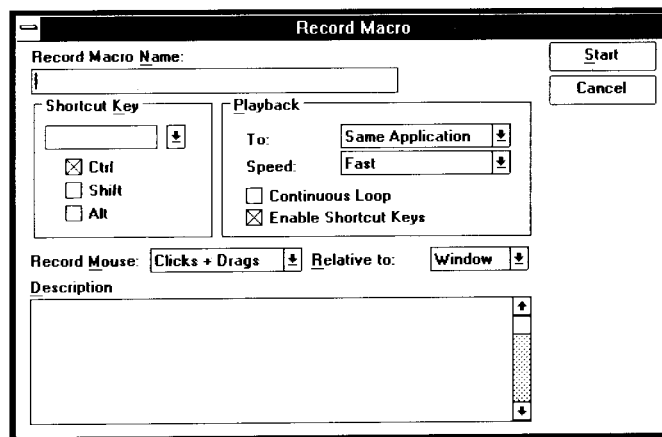 Record Macro
Record Macro Name:
Start
Cancel
Shortcut Key
Playback
To: Same Application
Speed: Fast
Ctrl
Shift
Alt
Continuous Loop
Enable Shortcut Keys
Record Mouse: Clicks + Drags Relative to: Window
Description